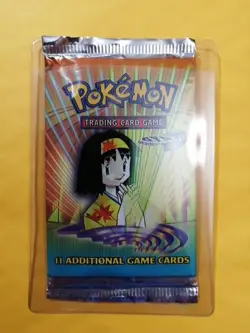 POKéMON
TRADING CARD GAME
11 ADDITIONAL GAME CARDS